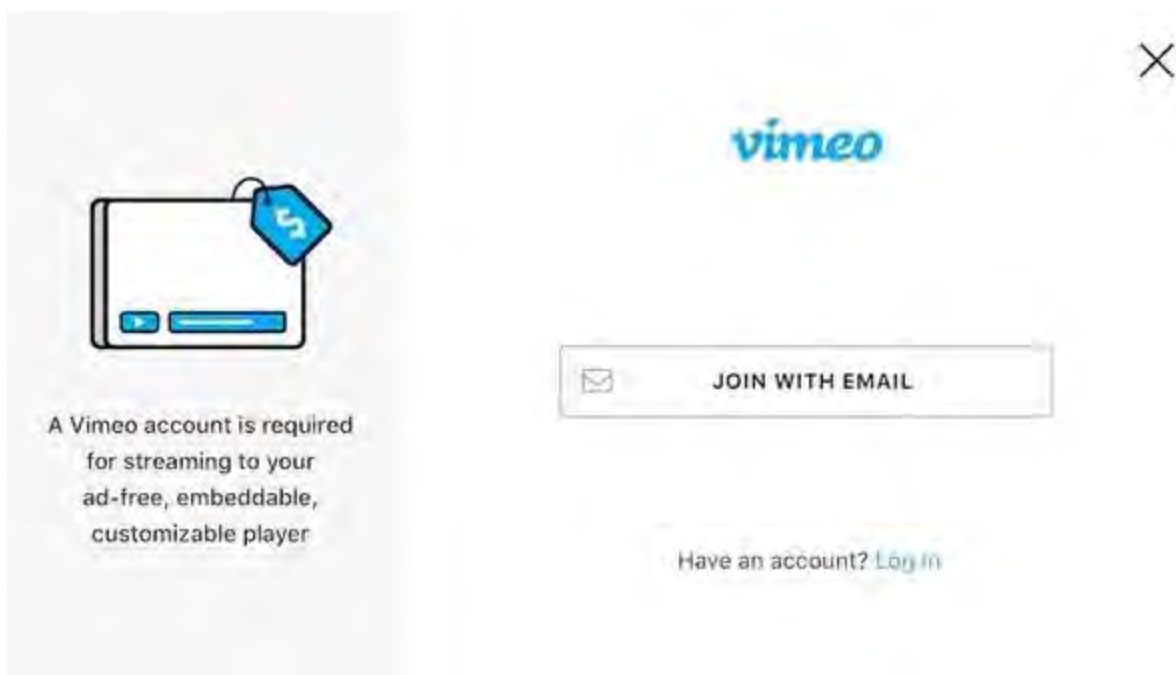 vimeo
JOIN WITH EMAIL
A Vimeo account is required
for streaming to your
ad-free, embeddable,
customizable player
Have an account? Log in